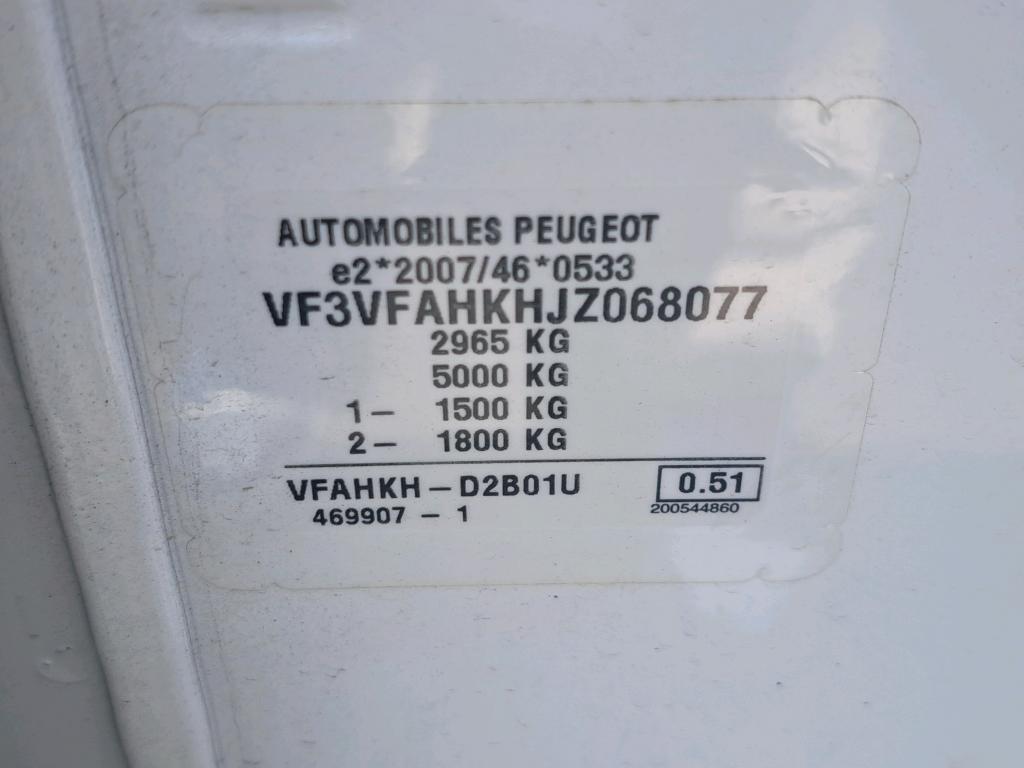 AUTOMOBILES PEUGEOT
e2*2007/46*0533
VF3VFAHKHJZ068077
2965 KG
5000 KG
1- 1500 KG
2- 1800 KG
VFAHKH-D2B01U 0.51
469907-1 200544860